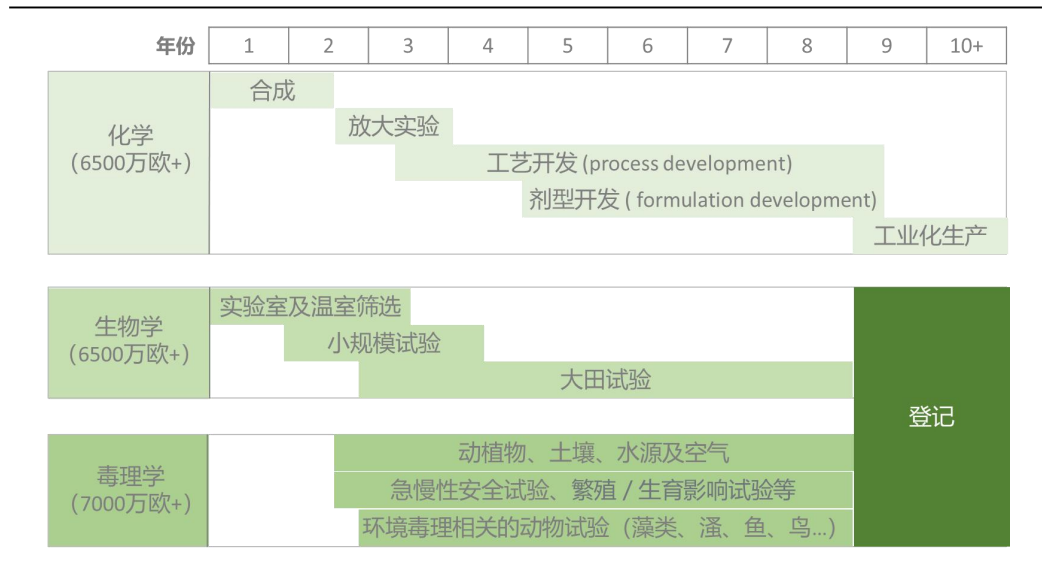 年份 1 2 3 4 5 6 7 8 9 10+
化学
（6500万欧+）
合成
放大实验
工艺开发 (process development)
剂型开发 ( formulation development)
工业化生产
生物学
（6500万欧+）
实验室及温室筛选
小规模试验
大田试验
登记
毒理学
（7000万欧+）
动植物、土壤、水源及空气
急慢性安全试验、繁殖 / 生育影响试验等
环境毒理相关的动物试验（藻类、溞、鱼、鸟...）